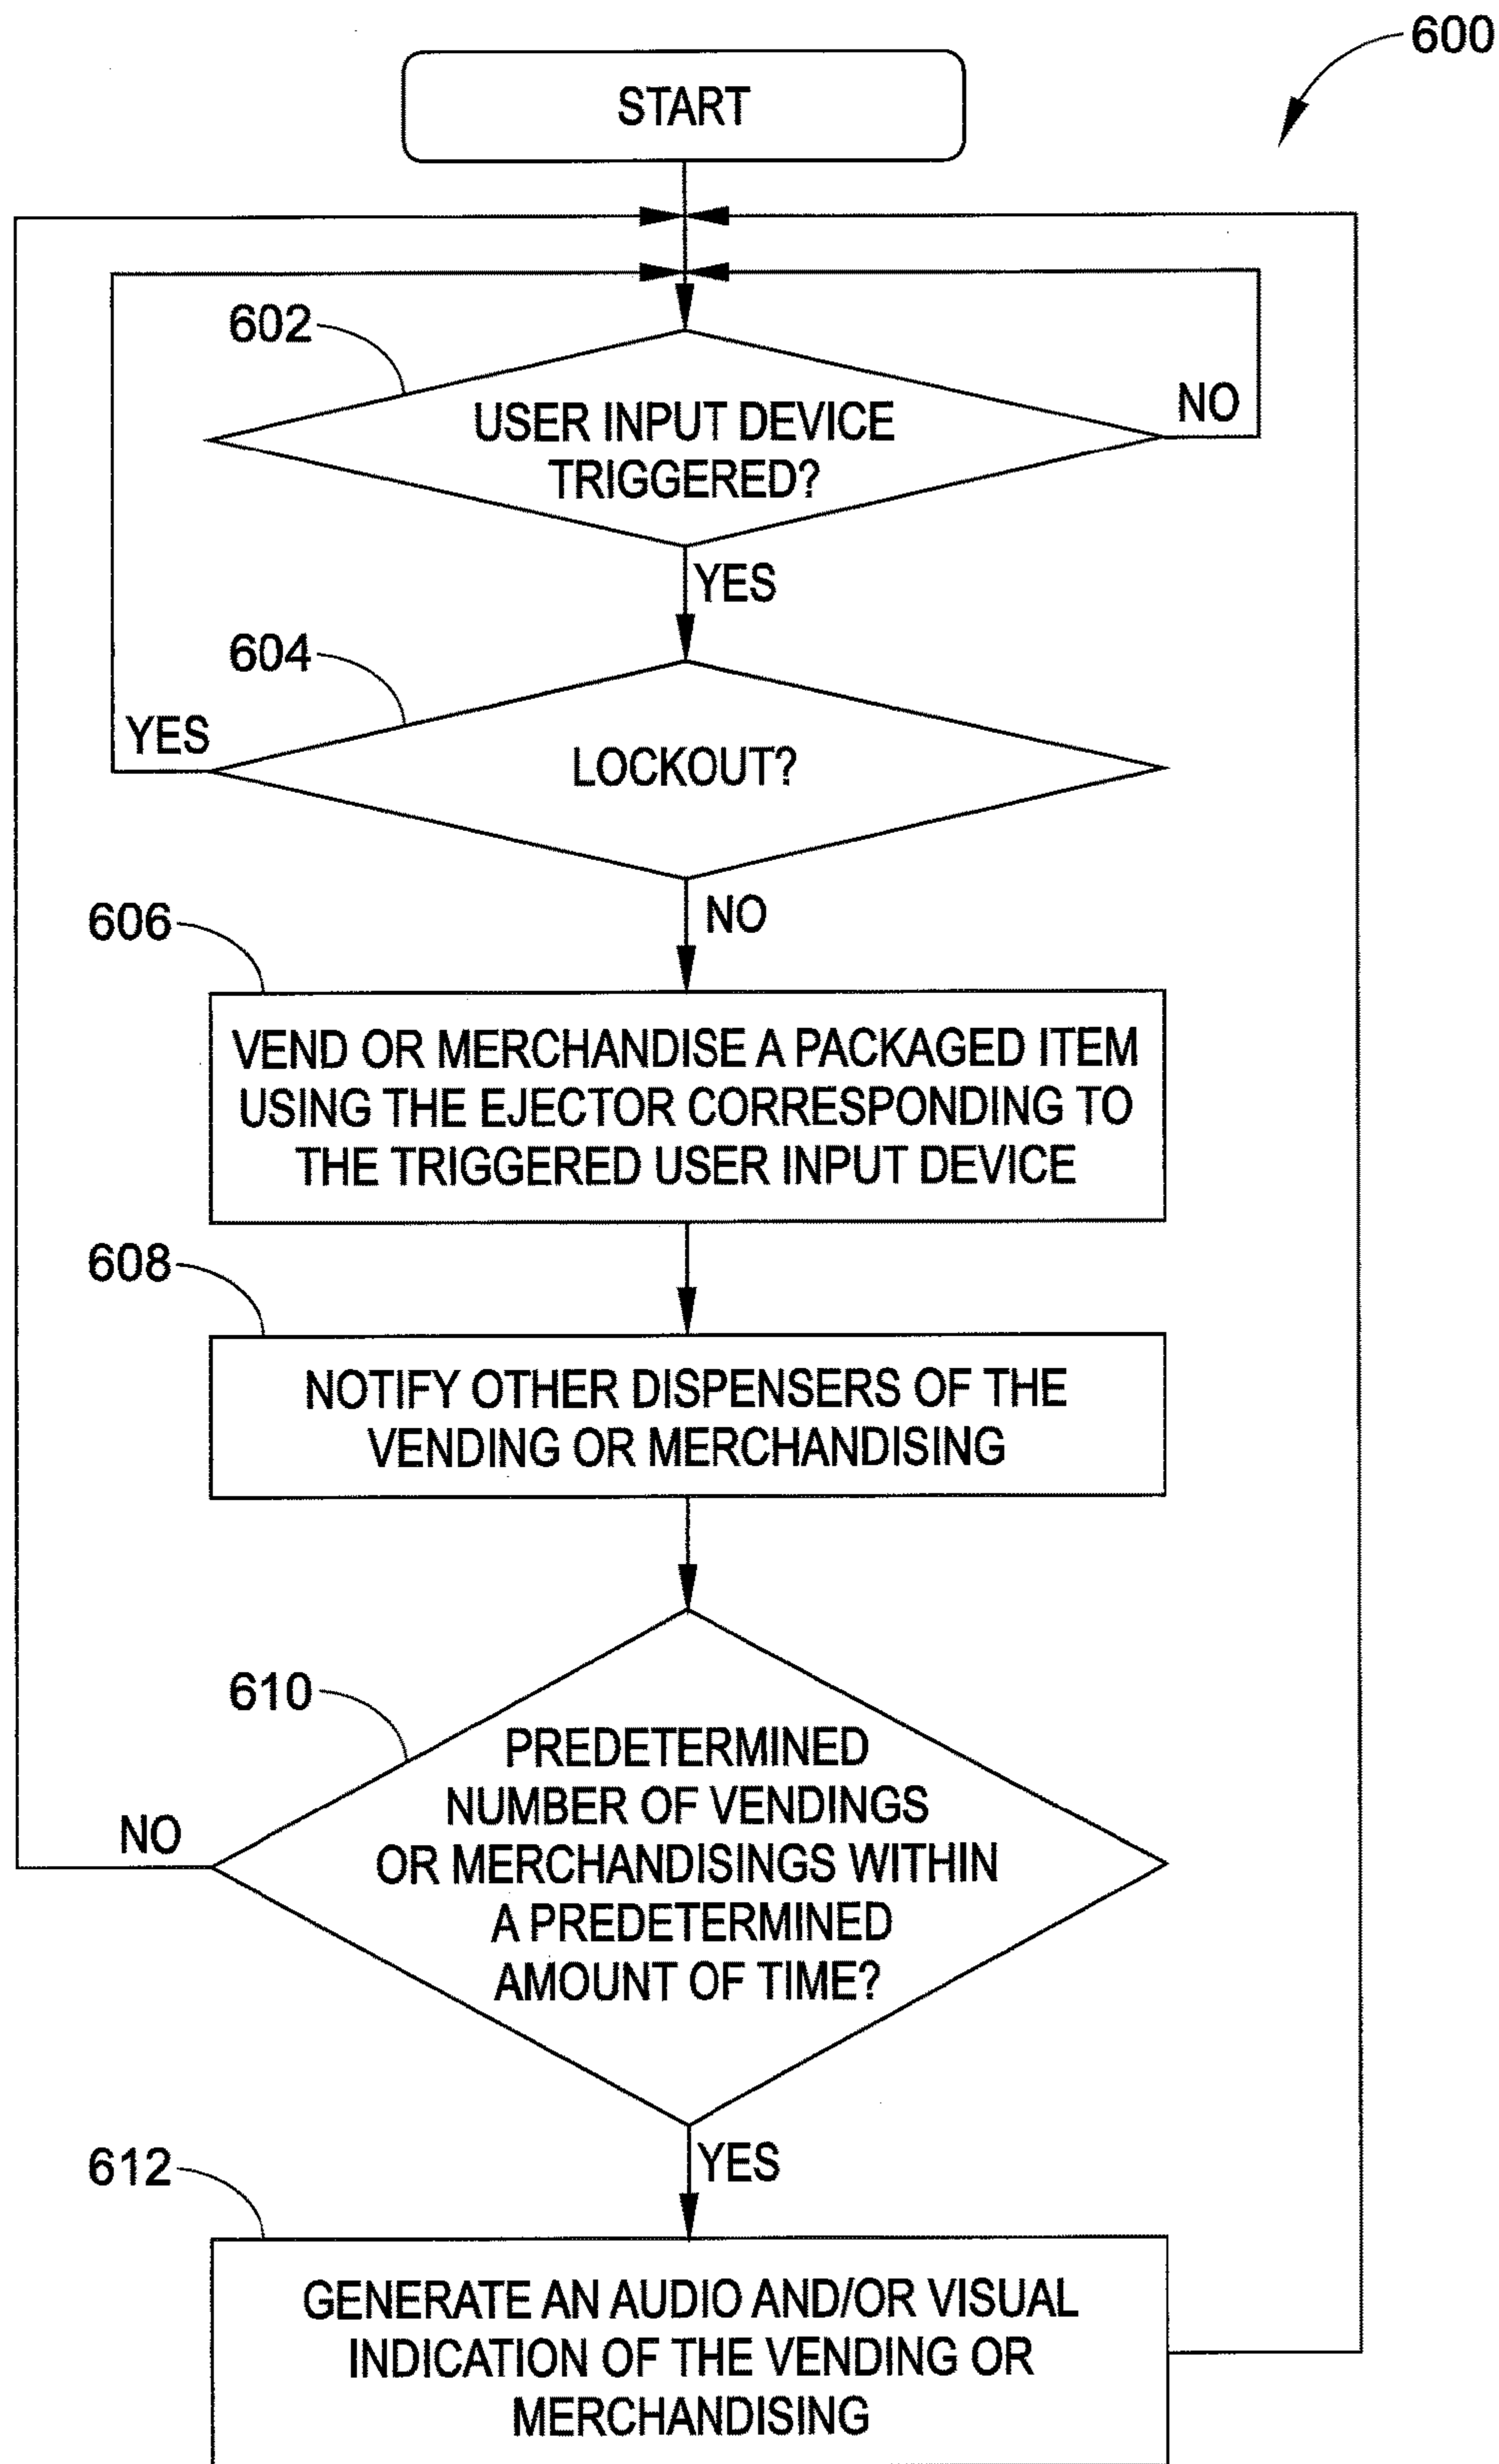 600
START
602
USER INPUT DEVICE
TRIGGERED?
NO
YES
604
YES
LOCKOUT?
NO
606
VEND OR MERCHANDISE A PACKAGED ITEM
USING THE EJECTOR CORRESPONDING TO
THE TRIGGERED USER INPUT DEVICE
608
NOTIFY OTHER DISPENSERS OF THE
VENDING OR MERCHANDISING
610
PREDETERMINED
NUMBER OF VENDINGS
OR MERCHANDISINGS WITHIN
A PREDETERMINED
AMOUNT OF TIME?
NO
YES
612
GENERATE AN AUDIO AND/OR VISUAL
INDICATION OF THE VENDING OR
MERCHANDISING